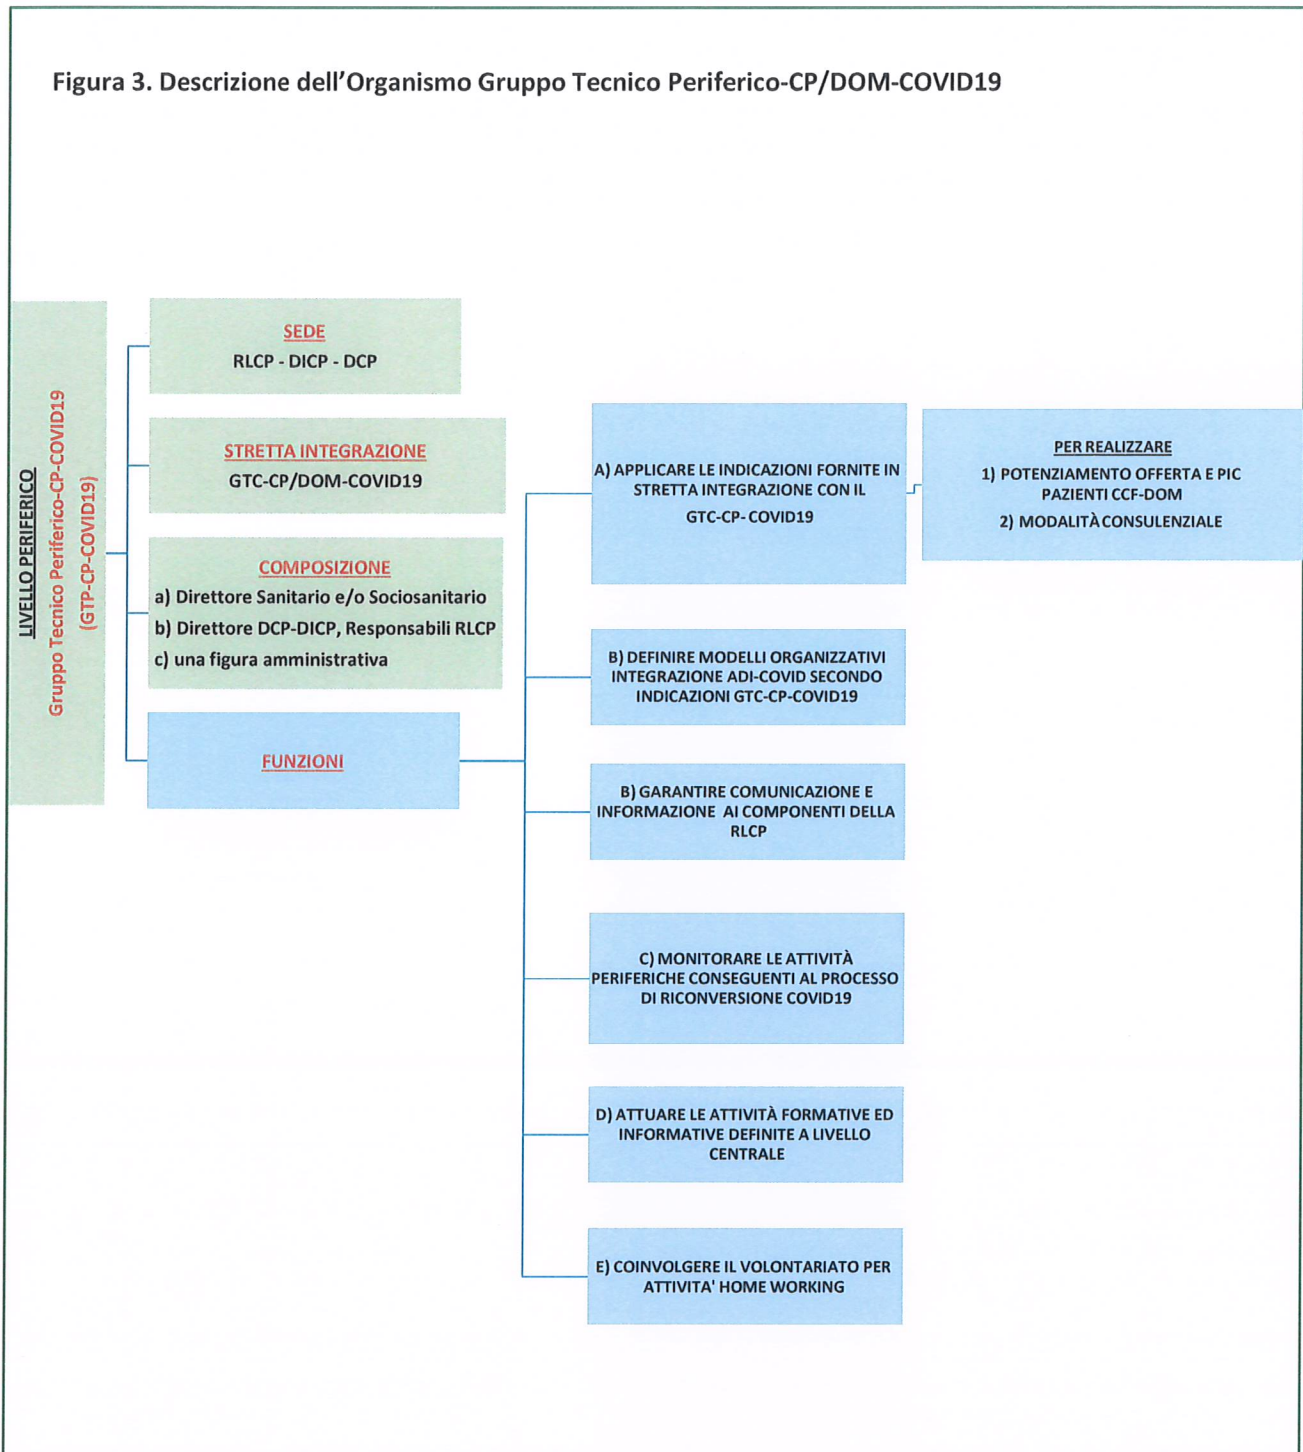 Figura 3. Descrizione dell'Organismo Gruppo Tecnico Periferico-CP/DOM-COVID19
LIVELLO PERIFERICO
Gruppo Tecnico Periferico-CP-COVID19
(GTP-CP-COVID19)
SEDE
RLCP - DICP - DCP
STRETTA INTEGRAZIONE
GTC-CP/DOM-COVID19
COMPOSIZIONE
a) Direttore Sanitario e/o Sociosanitario
b) Direttore DCP-DICP, Responsabili RLCP
c) una figura amministrativa
FUNZIONI
A) APPLICARE LE INDICAZIONI FORNITE IN
STRETTA INTEGRAZIONE CON IL
GTC-CP- COVID19
PER REALIZZARE
1) POTENZIAMENTO OFFERTA E PIC
PAZIENTI CCF-DOM
2) MODALITÀ CONSULENZIALE
B) DEFINIRE MODELLI ORGANIZZATIVI
INTEGRAZIONE ADI-COVID SECONDO
INDICAZIONI GTC-CP-COVID19
B) GARANTIRE COMUNICAZIONE E
INFORMAZIONE AI COMPONENTI DELLA
RLCP
C) MONITORARE LE ATTIVITÀ
PERIFERICHE CONSEGUENTI AL PROCESSO
DI RICONVERSIONE COVID19
D) ATTUARE LE ATTIVITÀ FORMATIVE ED
INFORMATIVE DEFINITE A LIVELLO
CENTRALE
E) COINVOLGERE IL VOLONTARIATO PER
ATTIVITA' HOME WORKING